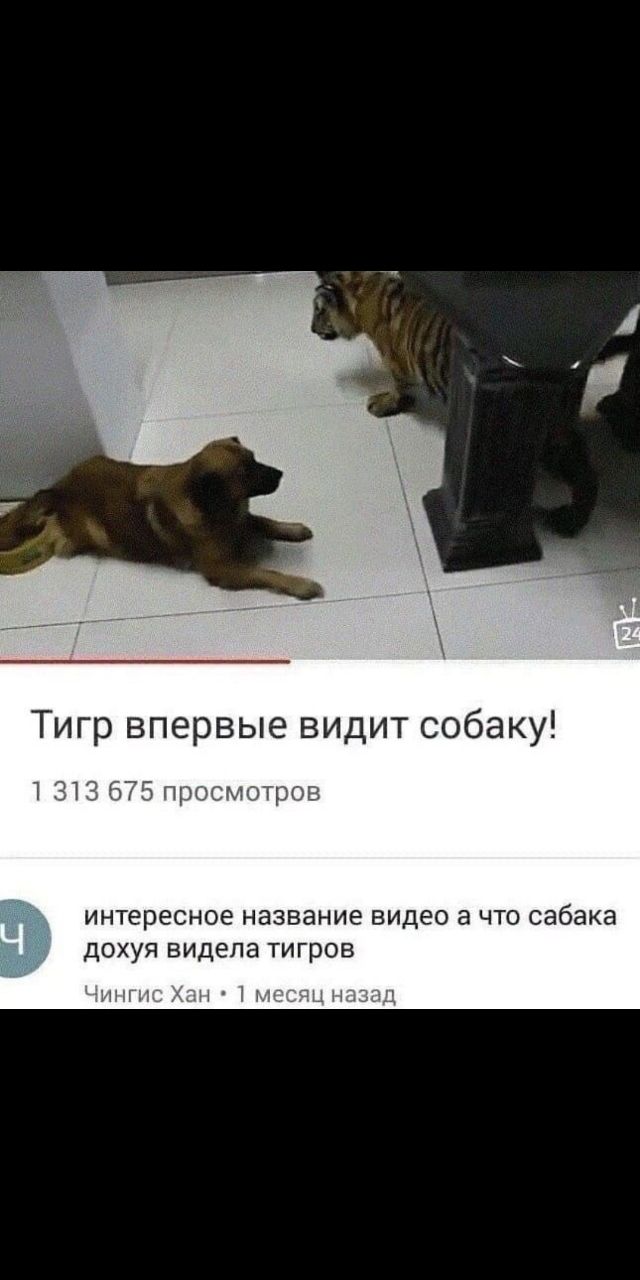 24
Тигр впервые видит собаку!
1 313 675 просмотров
Ч
интересное название видео а что сабака
дохуя видела тигров
Чингис Хан • 1 месяц назад